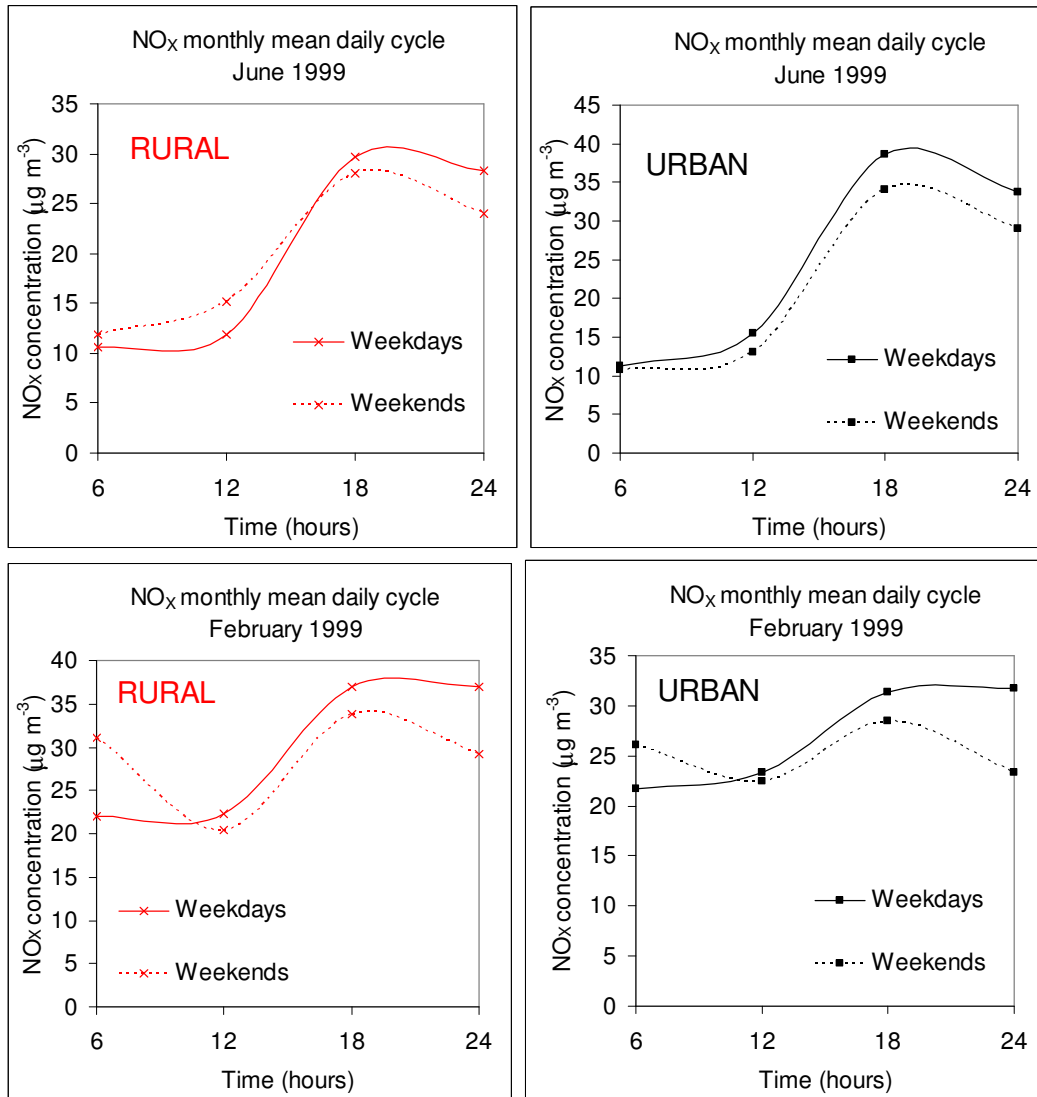 NOX monthly mean daily cycle
June 1999
RURAL
NOx concentration (µg m-3)
35
30
25
20
15
10
5
0
6 12 18 24
Time (hours)
Weekdays
Weekends
NOX monthly mean daily cycle
June 1999
URBAN
NOx concentration (µg m-3)
45
40
35
30
25
20
15
10
5
0
6 12 18 24
Time (hours)
Weekdays
Weekends
NOX monthly mean daily cycle
February 1999
RURAL
NOx concentration (µg m-3)
40
35
30
25
20
15
10
5
0
6 12 18 24
Time (hours)
Weekdays
Weekends
NOX monthly mean daily cycle
February 1999
URBAN
NOx concentration (µg m-3)
35
30
25
20
15
10
5
0
6 12 18 24
Time (hours)
Weekdays
Weekends